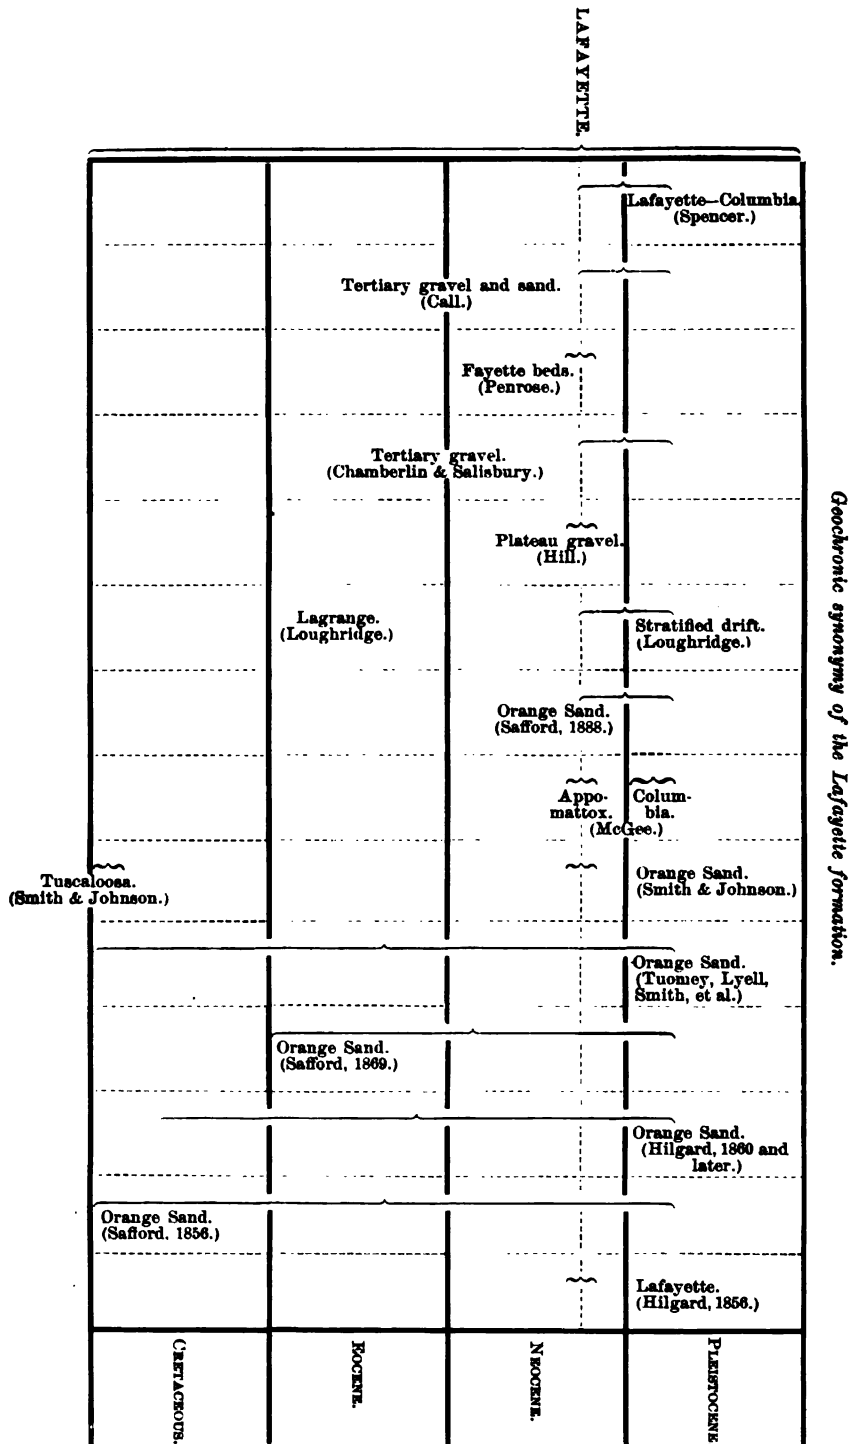 LAFAYETTE.
Lafayette—Columbia.
(Spencer.)
Tertiary gravel and sand.
(Call.)
Fayette beds.
(Penrose.)
Tertiary gravel.
(Chamberlin & Salisbury.)
Plateau gravel.
(Hill.)
Lagrange.
(Loughridge.)
Stratified drift.
(Loughridge.)
Orange Sand.
(Safford, 1888.)
Appo-
mattox.
Colum-
bia.
(McGee.)
Tuscaloosa.
(Smith & Johnson.)
Orange Sand.
(Smith & Johnson.)
Orange Sand.
(Tuomey, Lyell,
Smith, et al.)
Orange Sand.
(Safford, 1869.)
Orange Sand.
(Hilgard, 1860 and
later.)
Orange Sand.
(Safford, 1856.)
Lafayette.
(Hilgard, 1856.)
CRETACEOUS.
EOCENE.
NEOCENE.
PLEISTOCENE
Geochronic synonymy of the Lafayette formation.